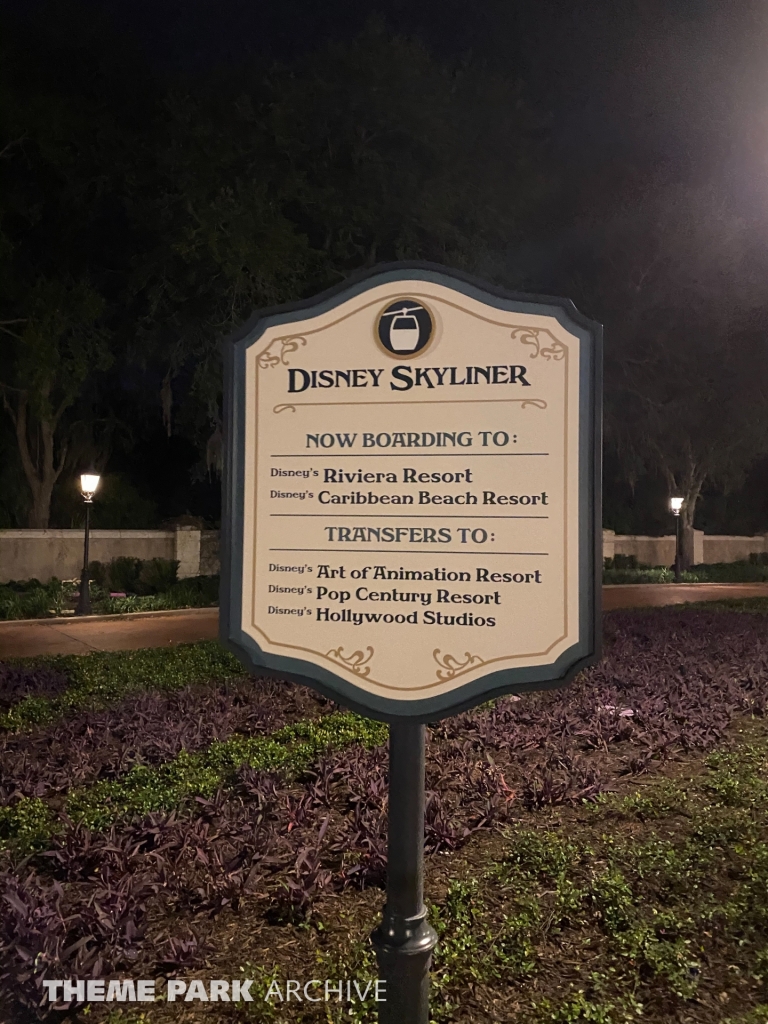 DISNEY SKYLINER
NOW BOARDING TO:
Disney's Riviera Resort
Disney's Caribbean Beach Resort
TRANSFERS TO:
Disney's Art of Animation Resort
Disney's Pop Century Resort
Disney's Hollywood Studios
THEME PARK ARCHIVE